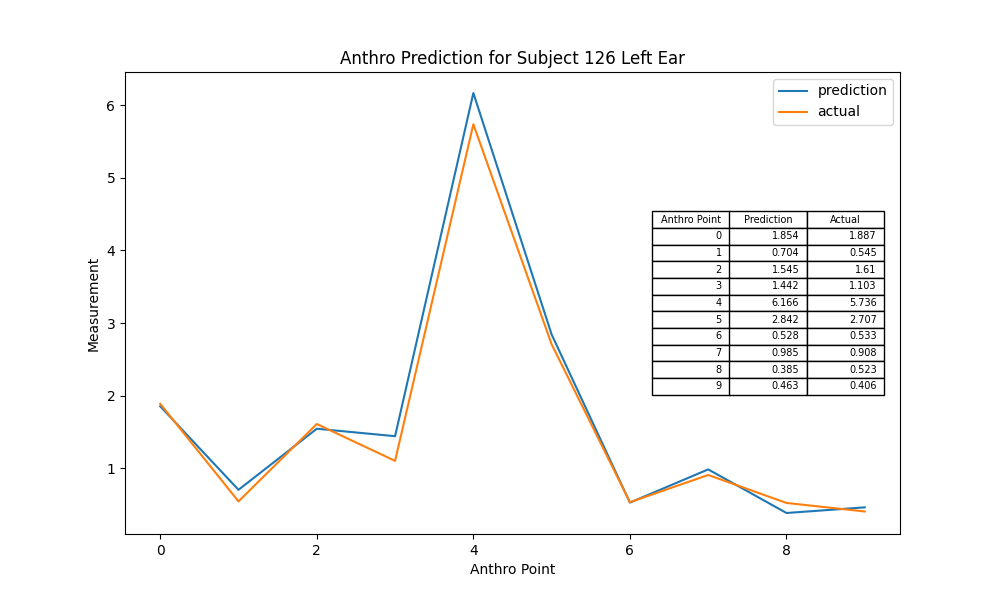 Anthro Prediction for Subject 126 Left Ear
prediction
actual
Measurement
6
5
4
3
2
1
Anthro Point Prediction Actual
0 1.854 1.887
1 0.704 0.545
2 1.545 1.61
3 1.442 1.103
4 6.166 5.736
5 2.842 2.707
6 0.528 0.533
7 0.985 0.908
8 0.385 0.523
9 0.463 0.406
0 2 4 6 8
Anthro Point